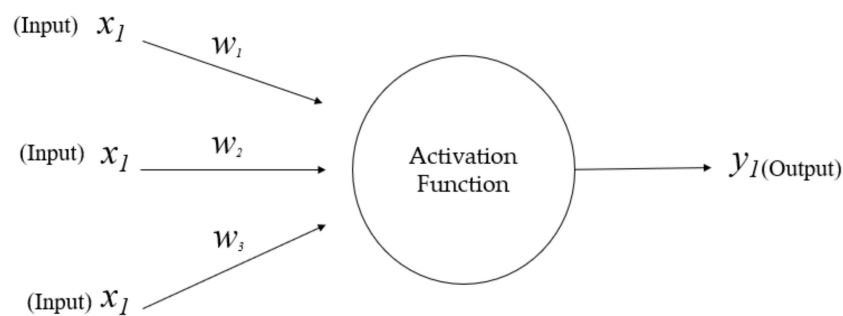 (Input) x1
w1
(Input) x1
w2
Activation
Function
y1(Output)
w3
(Input) x1